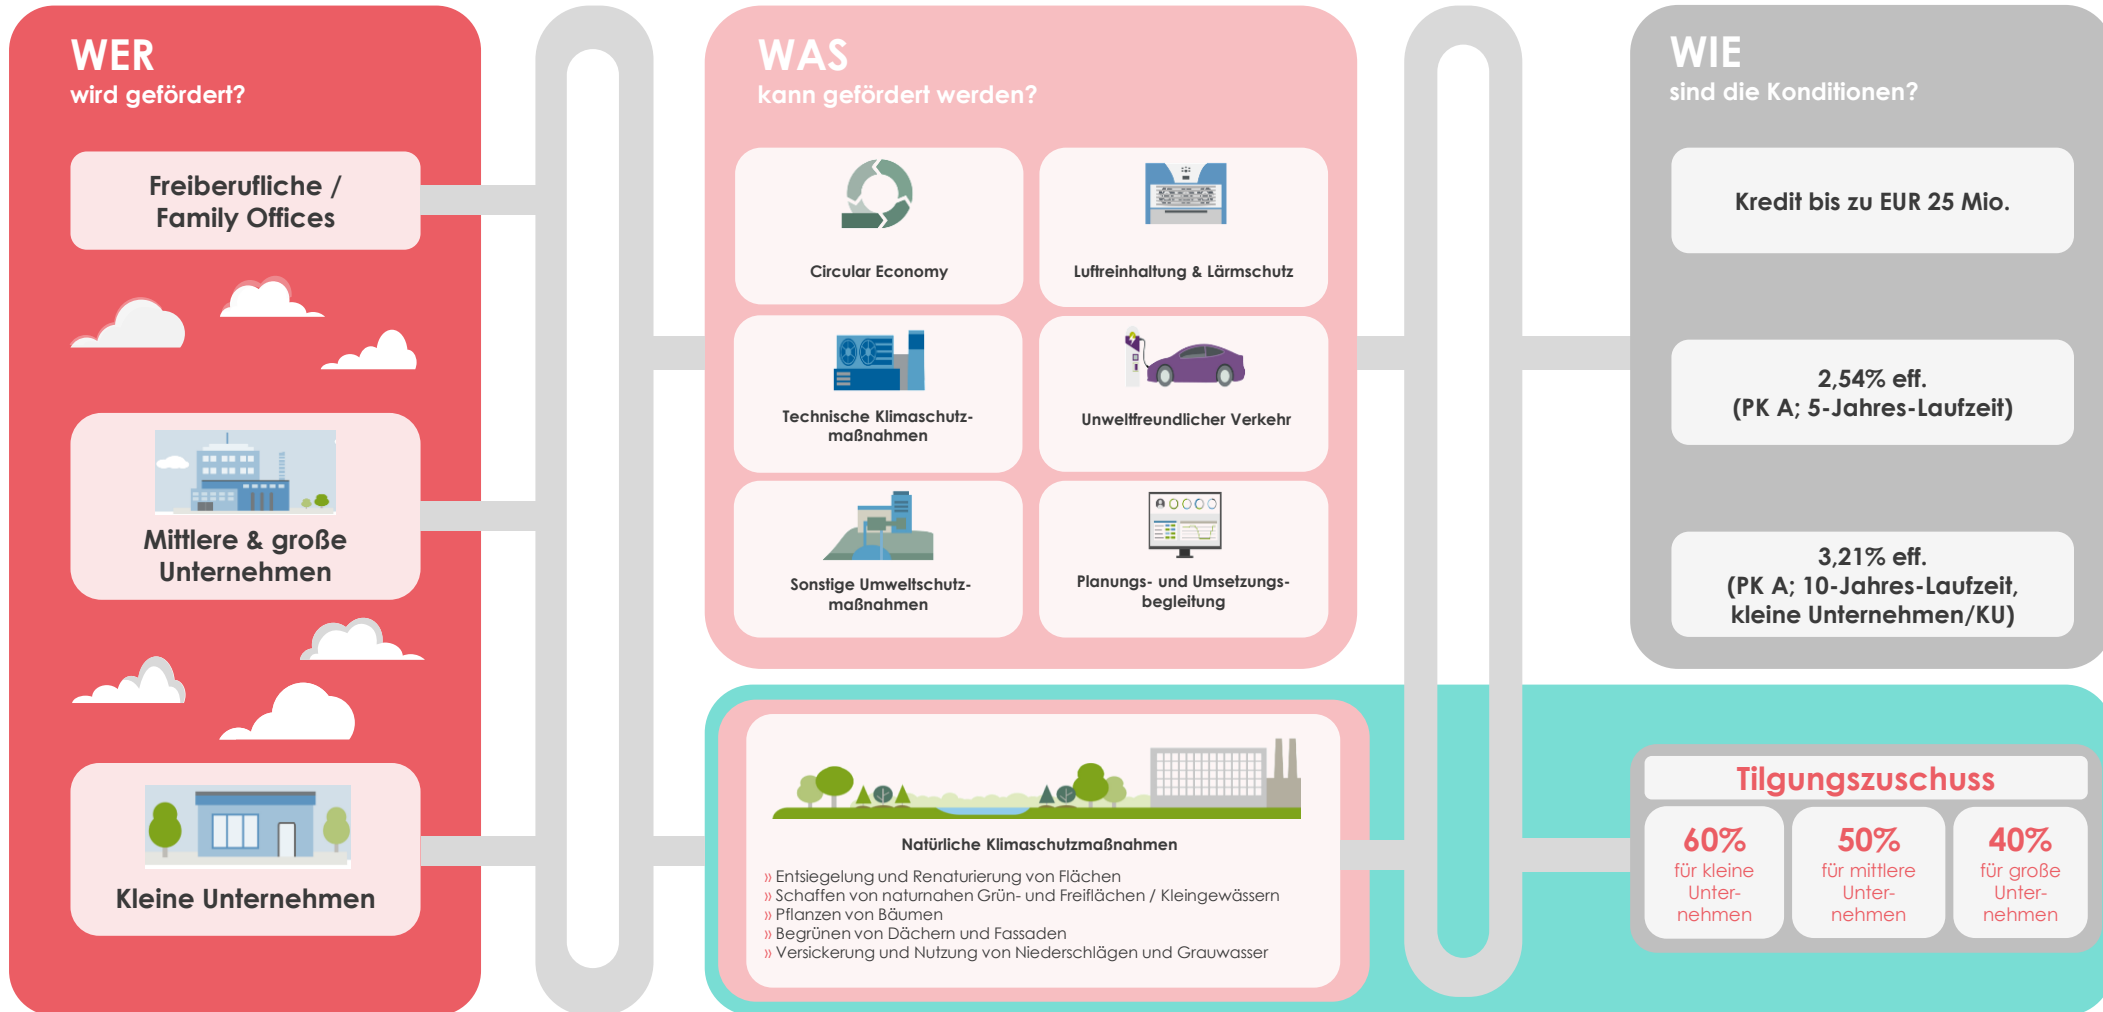 WER
wird gefördert?
Freiberufliche /
Family Offices
Mittlere & große
Unternehmen
Kleine Unternehmen
WAS
kann gefördert werden?
Circular Economy
Luftreinhaltung & Lärmschutz
Technische Klimaschutz-
maßnahmen
Unweltfreundlicher Verkehr
Sonstige Umweltschutz-
maßnahmen
Planungs- und Umsetzungs-
begleitung
Natürliche Klimaschutzmaßnahmen
» Entsiegelung und Renaturierung von Flächen
» Schaffen von naturnahen Grün- und Freiflächen / Kleingewässern
» Pflanzen von Bäumen
» Begrünen von Dächern und Fassaden
» Versickerung und Nutzung von Niederschlägen und Grauwasser
WIE
sind die Konditionen?
Kredit bis zu EUR 25 Mio.
2,54% eff.
(PK A; 5-Jahres-Laufzeit)
3,21% eff.
(PK A; 10-Jahres-Laufzeit,
kleine Unternehmen/KU)
Tilgungszuschuss
60%
für kleine
Unter-
nehmen
50%
für mittlere
Unter-
nehmen
40%
für große
Unter-
nehmen